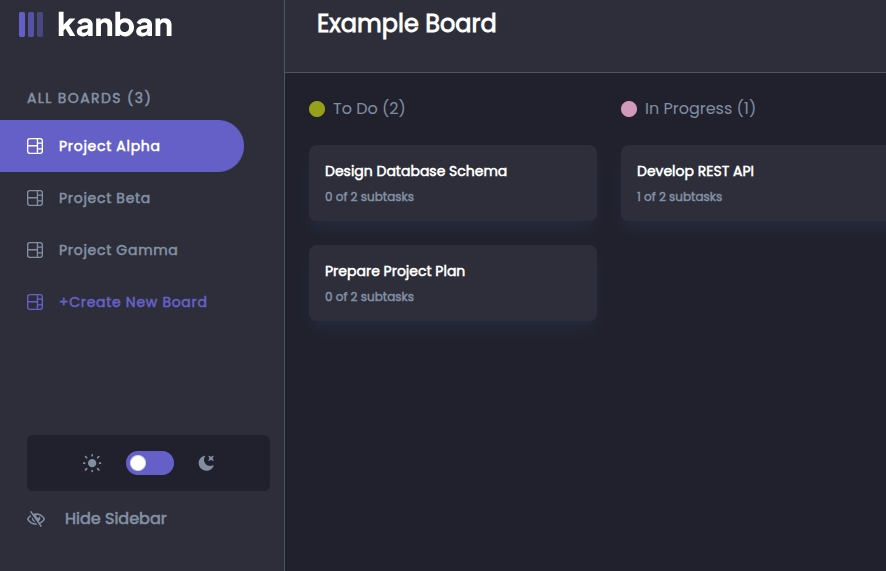 kanban
ALL BOARDS (3)
Project Alpha
Project Beta
Project Gamma
+Create New Board
Hide Sidebar
Example Board
To Do (2)
Design Database Schema
0 of 2 subtasks
Prepare Project Plan
0 of 2 subtasks
In Progress (1)
Develop REST API
1 of 2 subtasks